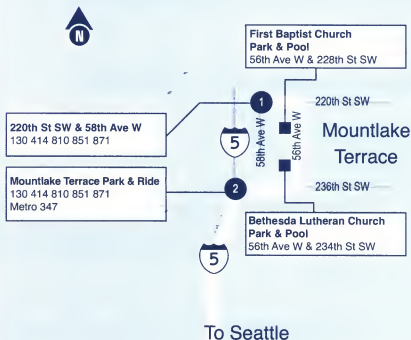 N
First Baptist Church
Park & Pool
56th Ave W & 228th St SW
1
220th St SW
220th St SW & 58th Ave W
130 414 810 851 871
5
58th Ave W
56th Ave W
Mountlake
Terrace
Mountlake Terrace Park & Ride
130 414 810 851 871
Metro 347
2
236th St SW
Bethesda Lutheran Church
Park & Pool
56th Ave W & 234th St SW
5
To Seattle